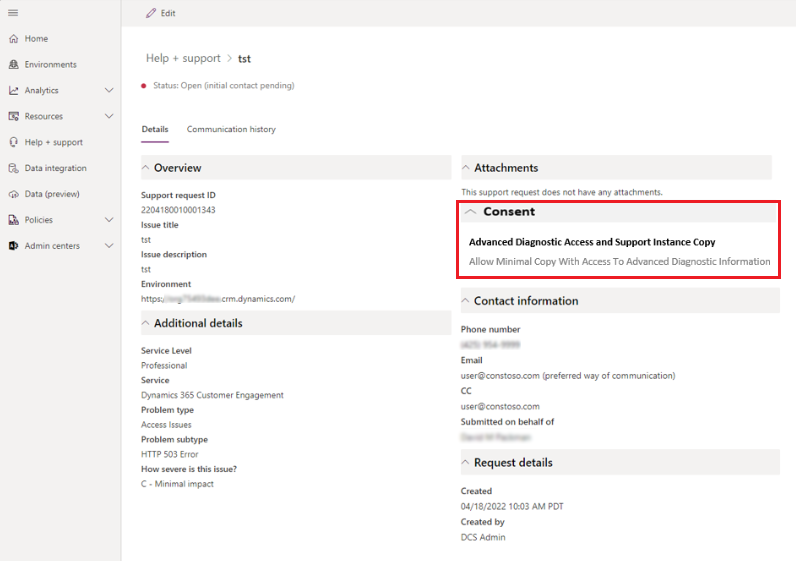 Edit
Home
Environments
Analytics
Resources
Help + support
Data integration
Data (preview)
Policies
Admin centers
Help + support > tst
Status: Open (initial contact pending)
Details Communication history
Overview
Support request ID
2204180010001343
Issue title
tst
Issue description
tst
Environment
https:// .crm.dynamics.com/
Additional details
Service Level
Professional
Service
Dynamics 365 Customer Engagement
Problem type
Access Issues
Problem subtype
HTTP 503 Error
How severe is this issue?
C - Minimal impact
Attachments
This support request does not have any attachments.
Consent
Advanced Diagnostic Access and Support Instance Copy
Allow Minimal Copy With Access To Advanced Diagnostic Information
Contact information
Phone number
Email
user@constoso.com (preferred way of communication)
CC
user@constoso.com
Submitted on behalf of
Request details
Created
04/18/2022 10:03 AM PDT
Created by
DCS Admin